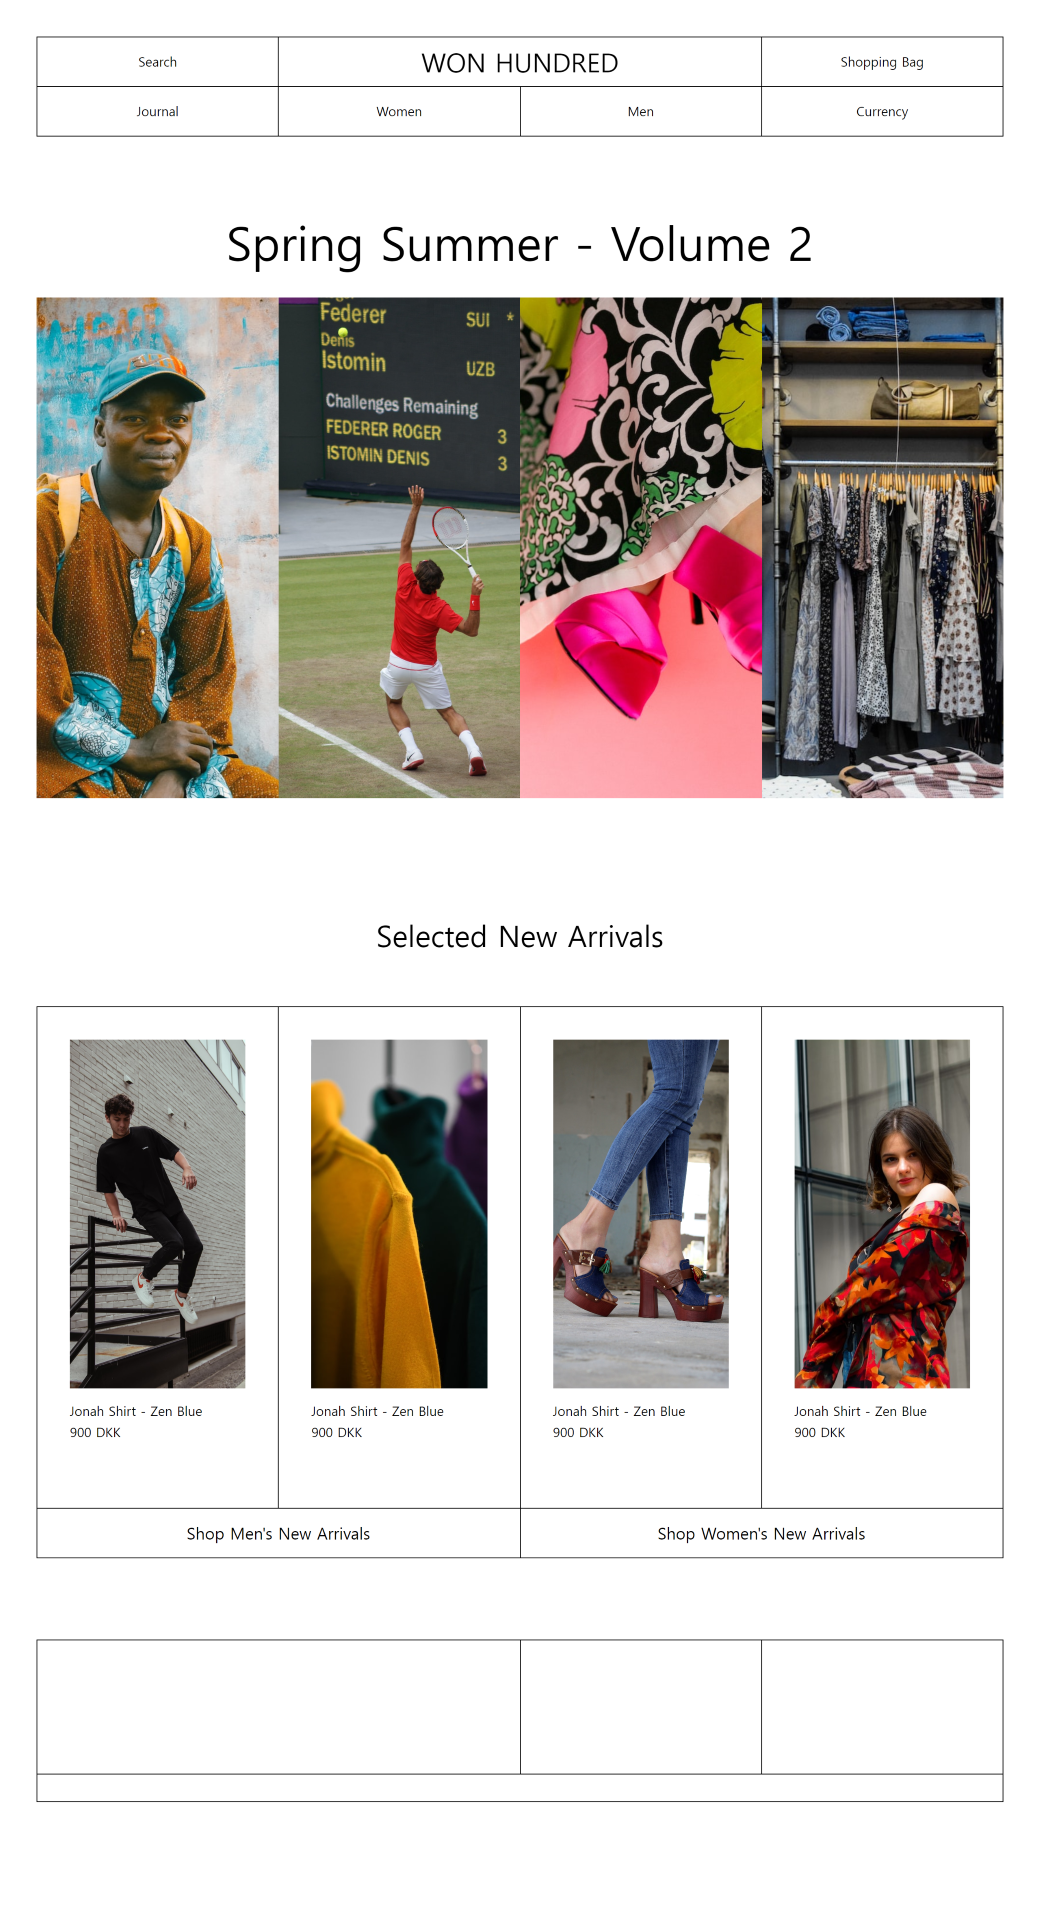 Search
WON HUNDRED
Shopping Bag
Journal
Women
Men
Currency
Spring Summer - Volume 2
Federer
SUI *
Denis
Istomin
UZB
Challenges Remaining
FEDERER ROGER 3
ISTOMIN DENIS 3
Selected New Arrivals
Jonah Shirt - Zen Blue
900 DKK
Jonah Shirt - Zen Blue
900 DKK
Jonah Shirt - Zen Blue
900 DKK
Jonah Shirt - Zen Blue
900 DKK
Shop Men's New Arrivals
Shop Women's New Arrivals